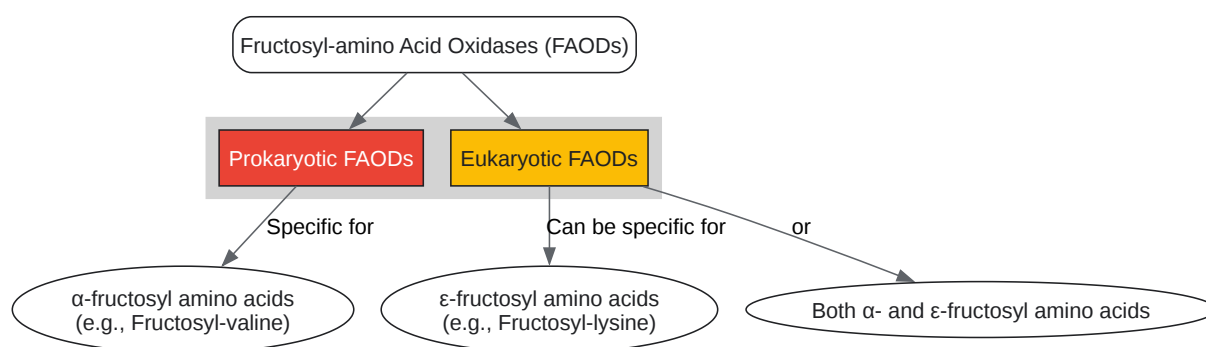 Fructosyl-amino Acid Oxidases (FAODs)
Prokaryotic FAODs
Eukaryotic FAODs
Specific for
Can be specific for
or
α-fructosyl amino acids
(e.g., Fructosyl-valine)
ε-fructosyl amino acids
(e.g., Fructosyl-lysine)
Both α- and ε-fructosyl amino acids